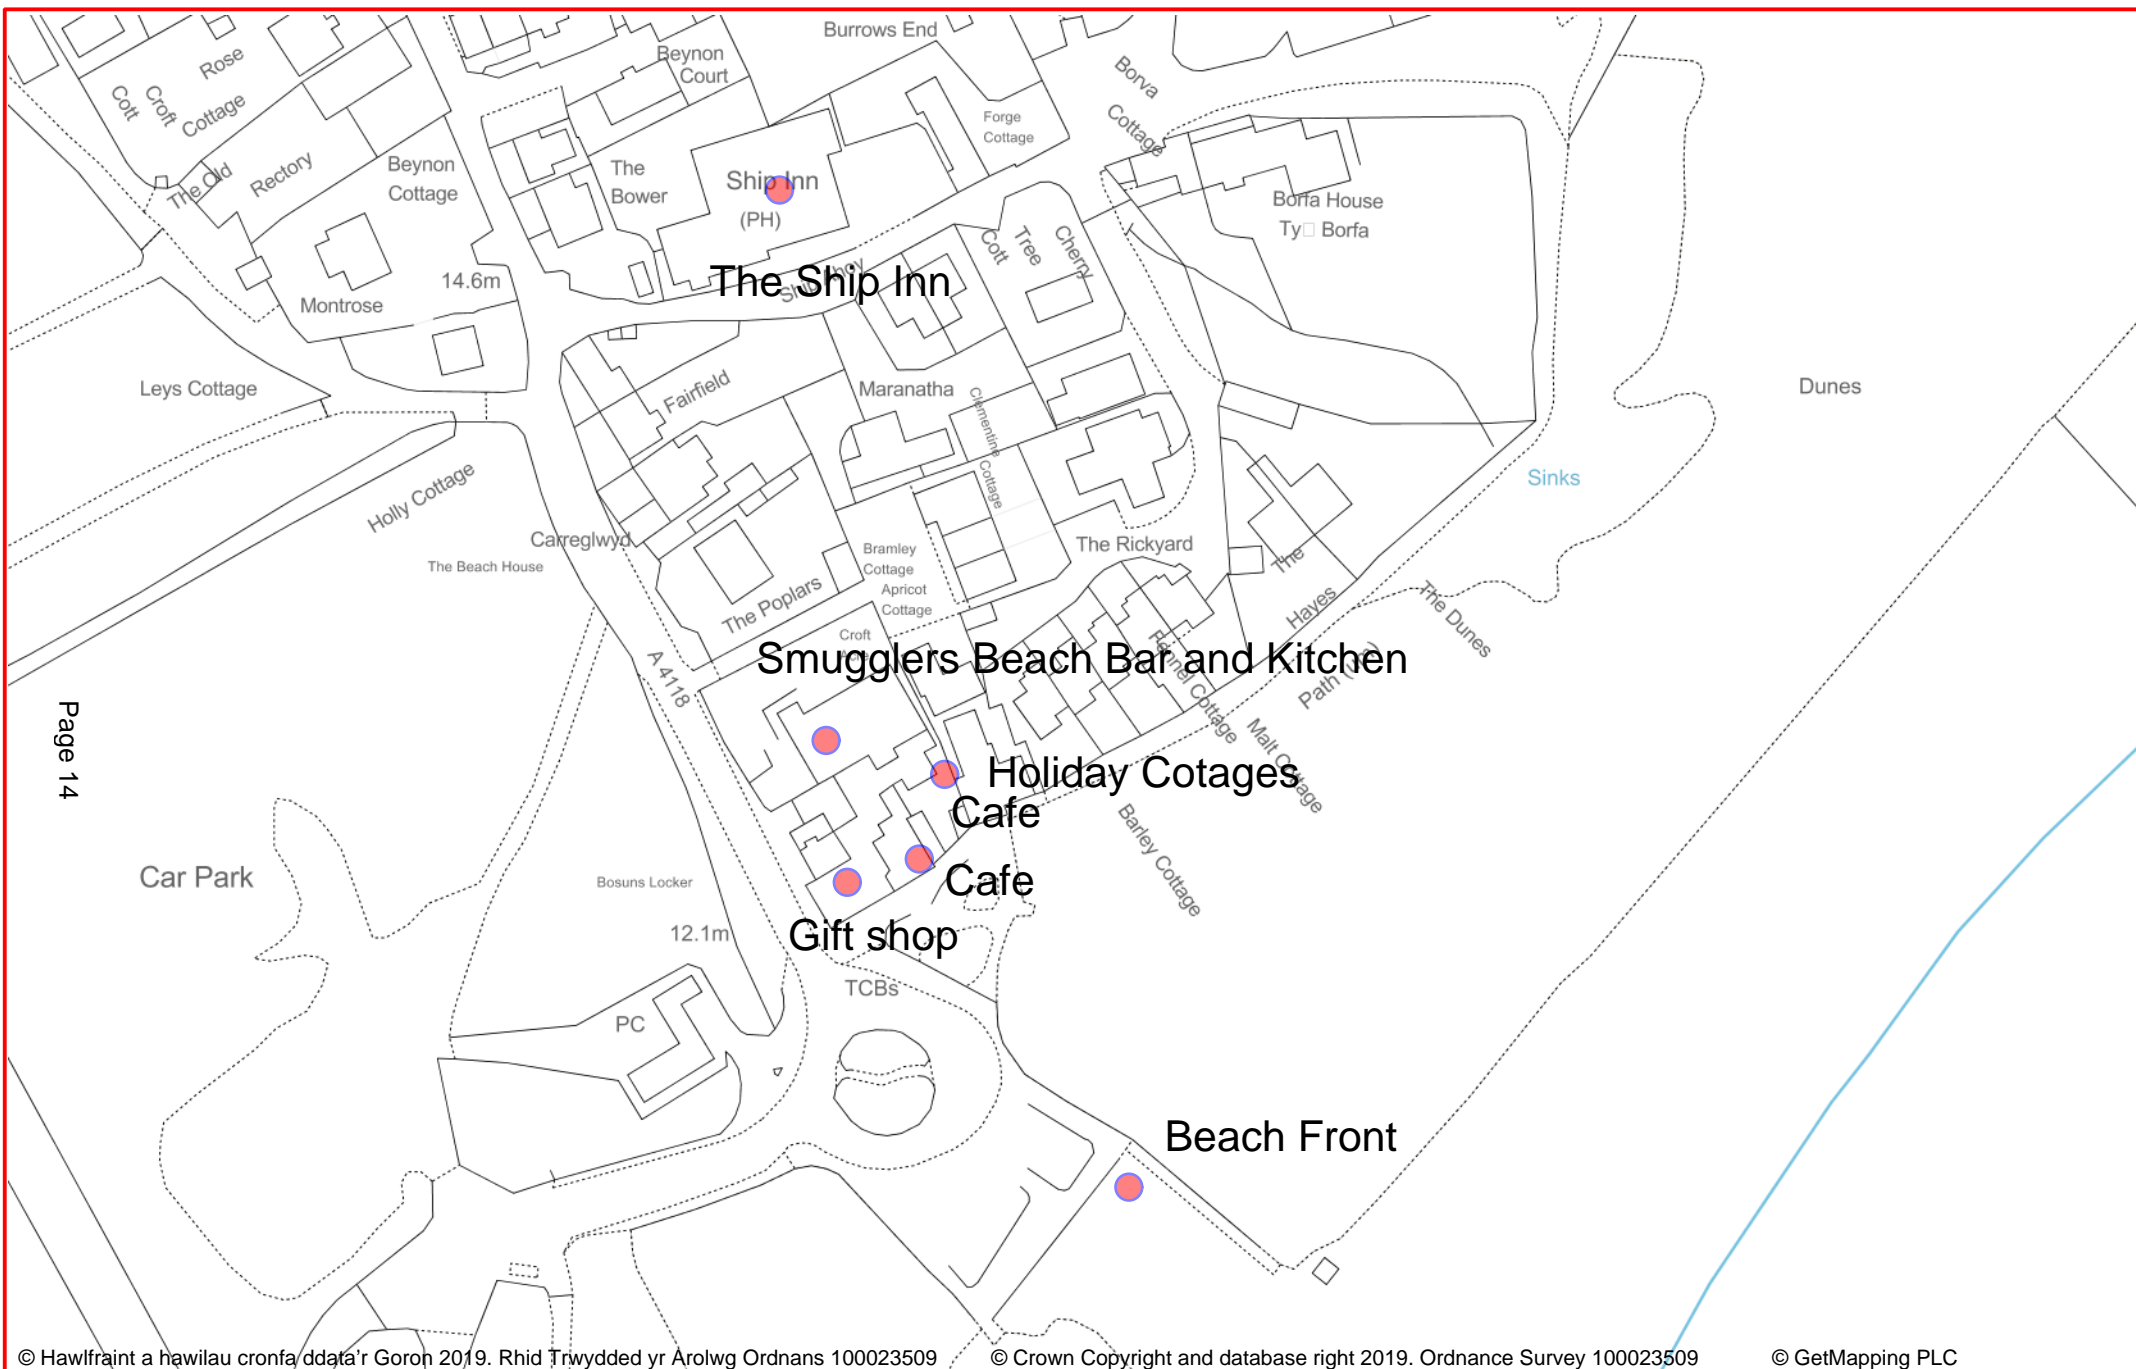 Burrows End
Beynon
Court
Rose
Cottage
Croft
Cott
Borva
Cottage
Forge
Cottage
The Old
Rectory
Beynon
Cottage
The
Bower
Ship Inn
(PH)
Borfa House
Ty□ Borfa
Cherry
Tree
Cott
14.6m
Montrose
The Ship Inn
Ship Ahoy
Leys Cottage
Fairfield
Maranatha
Clementine
Cottage
Dunes
Sinks
Holly Cottage
Carreglwyd
The Beach House
The Rickyard
Bramley
Cottage
Apricot
Cottage
The Poplars
The
Hayes
The Dunes
Croft
Acre
A 4118
Smugglers Beach Bar and Kitchen
Fennel Cottage
Path (um)
Malt Cottage
Barley Cottage
Page 14
Holiday Cotages
Cafe
Cafe
Car Park
Bosuns Locker
12.1m
Gift shop
TCBs
PC
Beach Front
© Hawlfraint a hawilau cronfa ddata'r Goron 2019. Rhid Trwydded yr Arolwg Ordnans 100023509
© Crown Copyright and database right 2019. Ordnance Survey 100023509
© GetMapping PLC